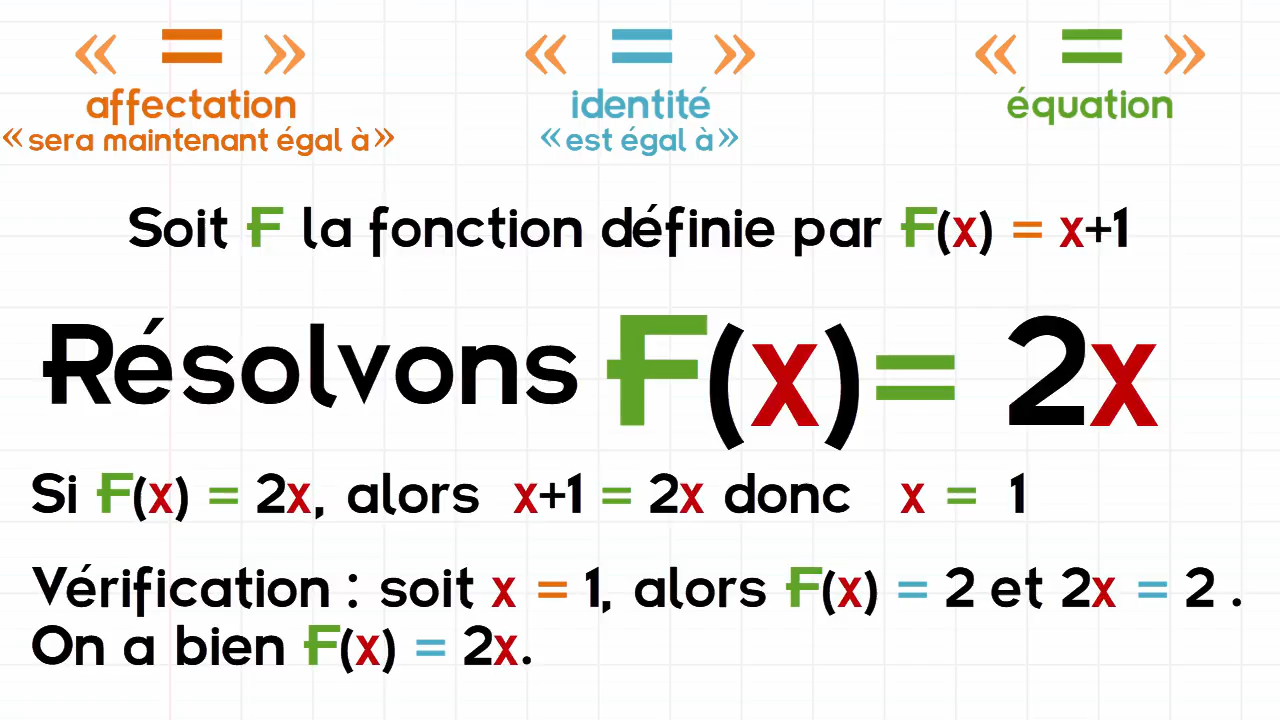 « = » « = » « = »
affectation identité équation
«sera maintenant égal à» «est égal à»
Soit F la fonction définie par F(x) = x+1
Résolvons F(x)= 2x
Si F(x) = 2x, alors x+1 = 2x donc x = 1
Vérification : soit x = 1, alors F(x) = 2 et 2x = 2 .
On a bien F(x) = 2x.